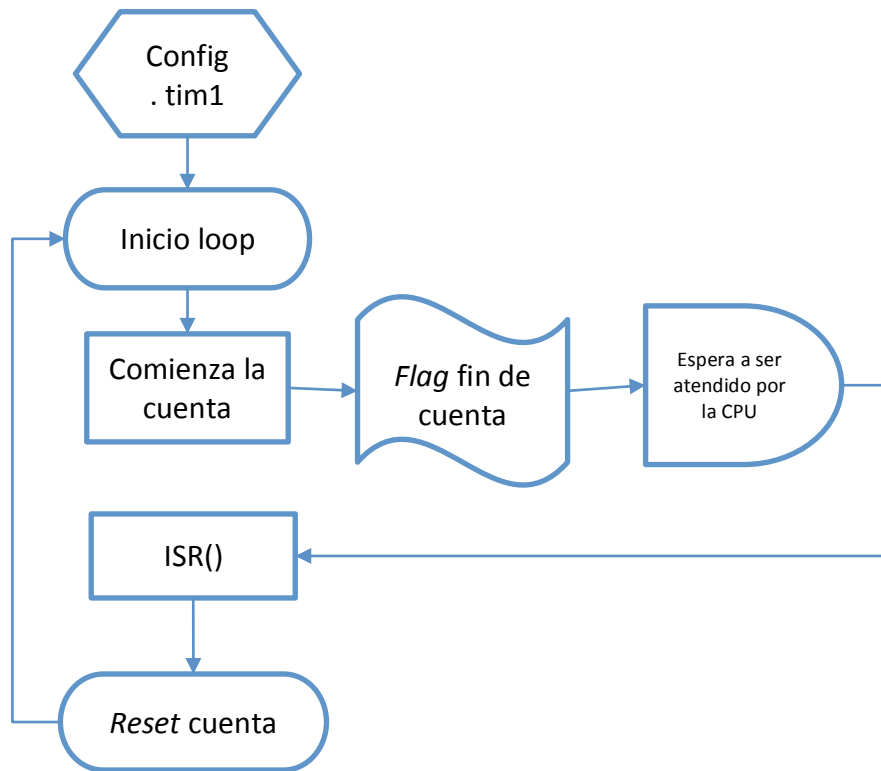 Config
. tim1
Inicio loop
Comienza la
cuenta
Flag fin de
cuenta
Espera a ser
atendido por
la CPU
ISR()
Reset cuenta